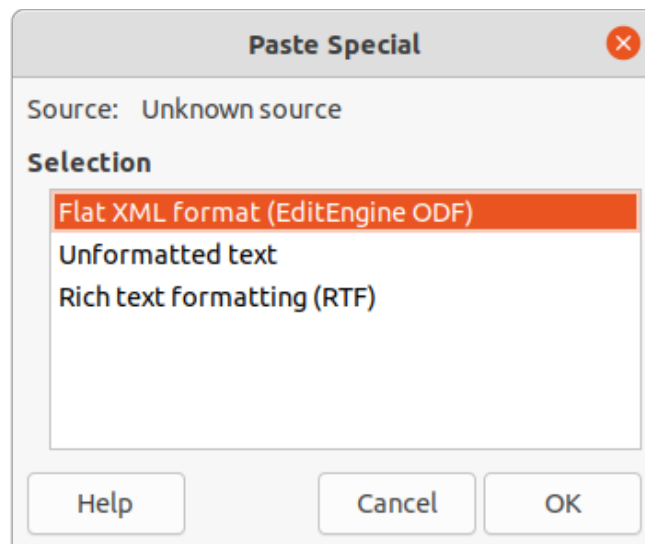 Paste Special
Source: Unknown source
Selection
Flat XML format (EditEngine ODF)
Unformatted text
Rich text formatting (RTF)
Help Cancel OK